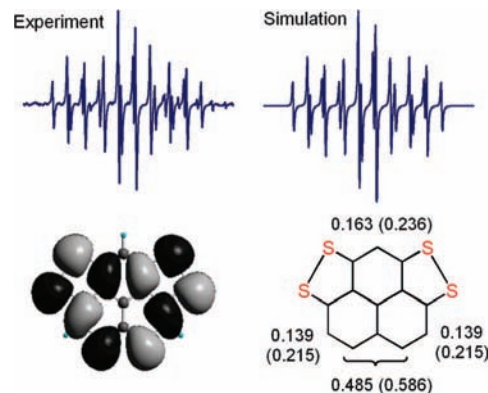 Experiment
Simulation
0.163 (0.236)
S
S
S
S
0.139
(0.215)
0.139
(0.215)
0.485 (0.586)